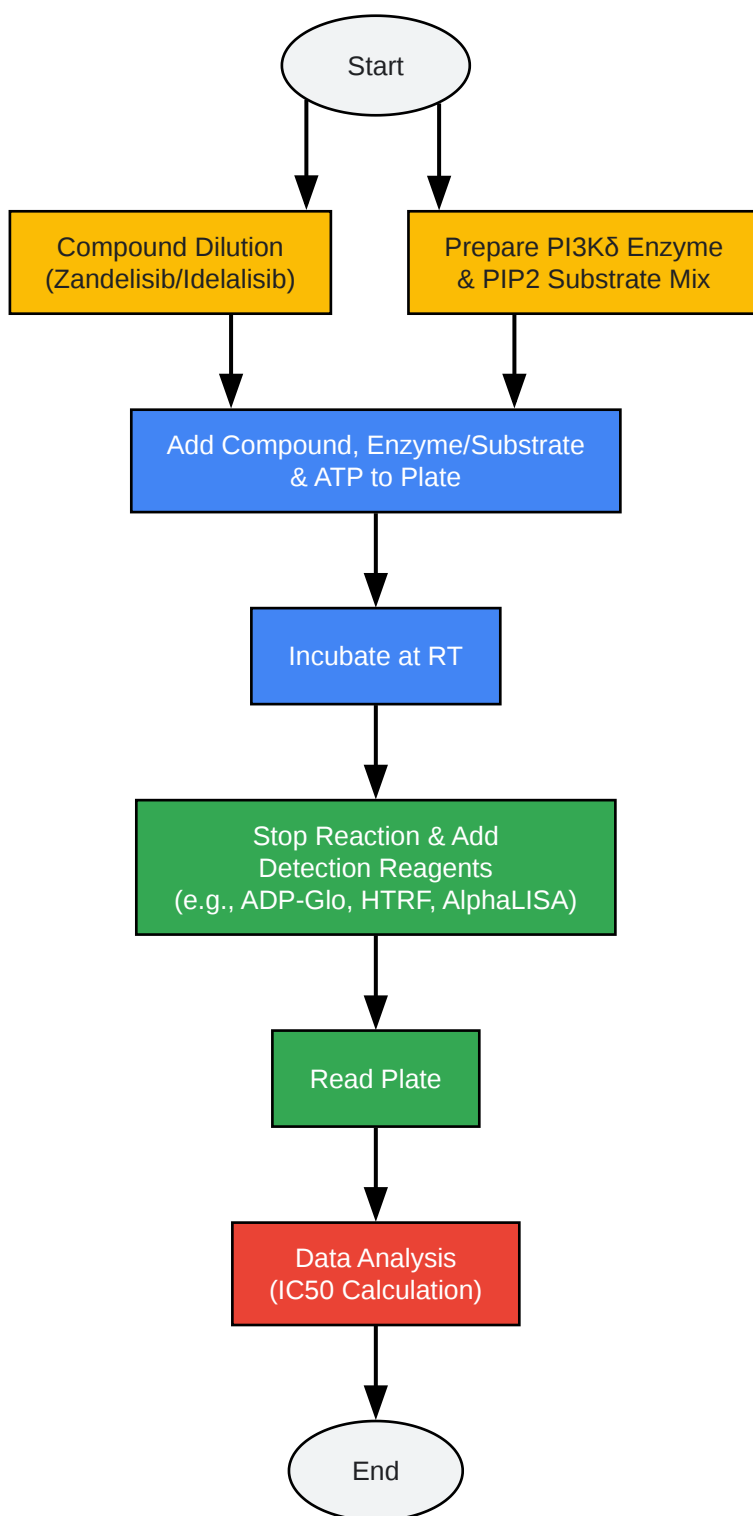 Start
Compound Dilution
(Zandelisib/Idelalisib)
Prepare PI3Kδ Enzyme
& PIP2 Substrate Mix
Add Compound, Enzyme/Substrate
& ATP to Plate
Incubate at RT
Stop Reaction & Add
Detection Reagents
(e.g., ADP-Glo, HTRF, AlphaLISA)
Read Plate
Data Analysis
(IC50 Calculation)
End